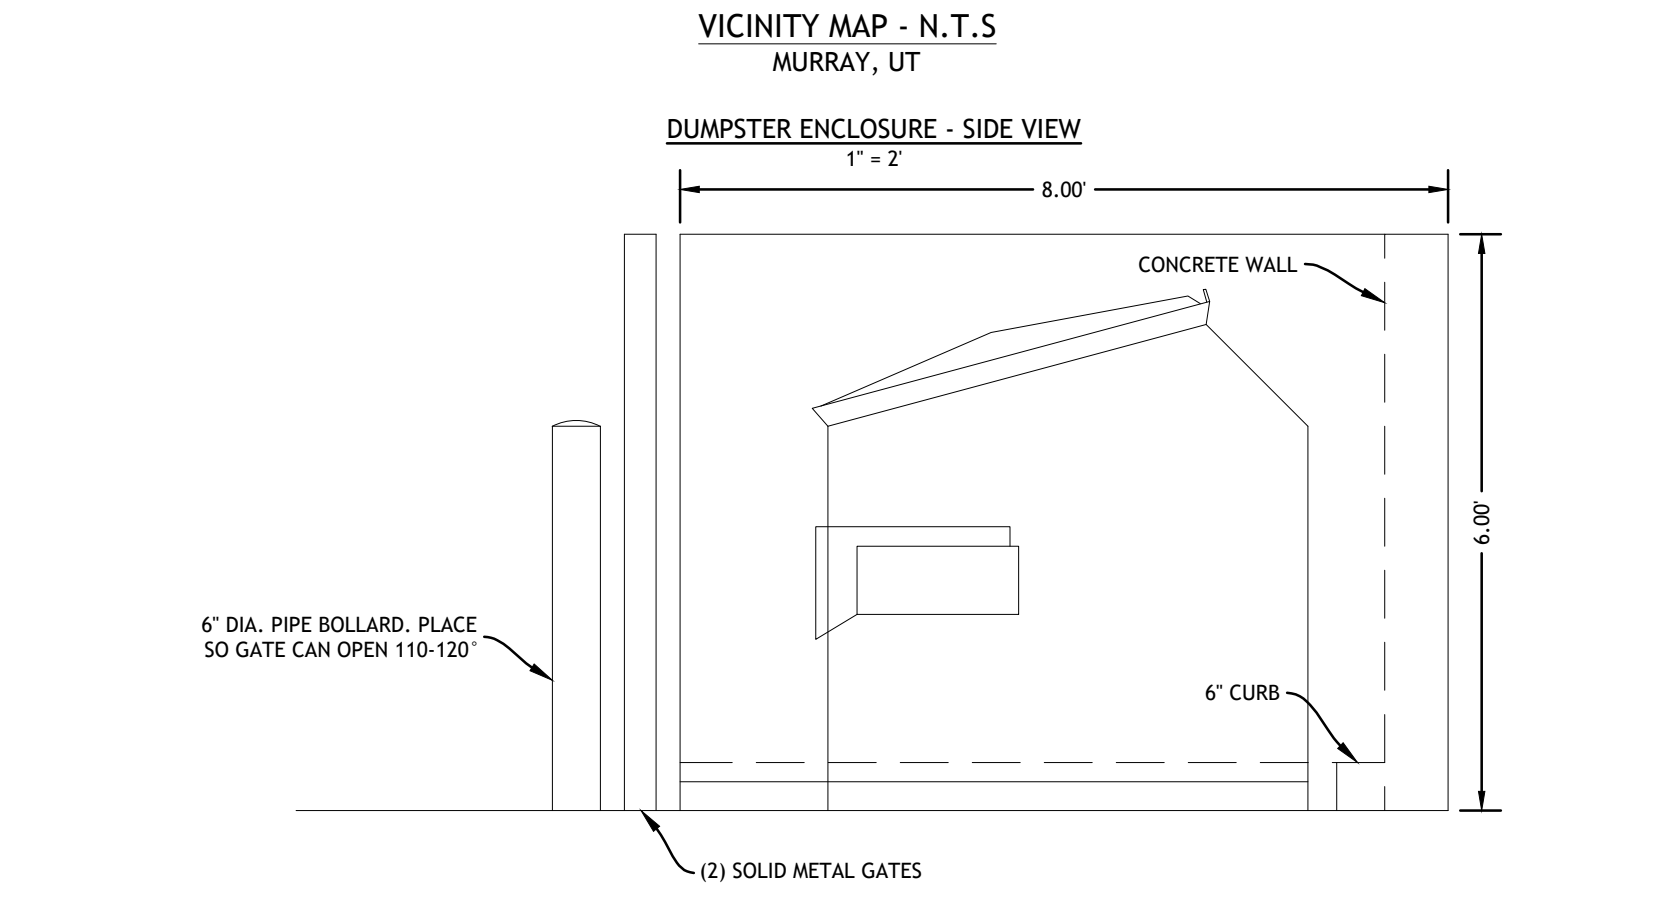 VICINITY MAP - N.T.S
MURRAY, UT
DUMPSTER ENCLOSURE - SIDE VIEW
1" = 2'
8.00'
CONCRETE WALL
6.00'
6" DIA. PIPE BOLLARD. PLACE
SO GATE CAN OPEN 110-120°
6" CURB
(2) SOLID METAL GATES